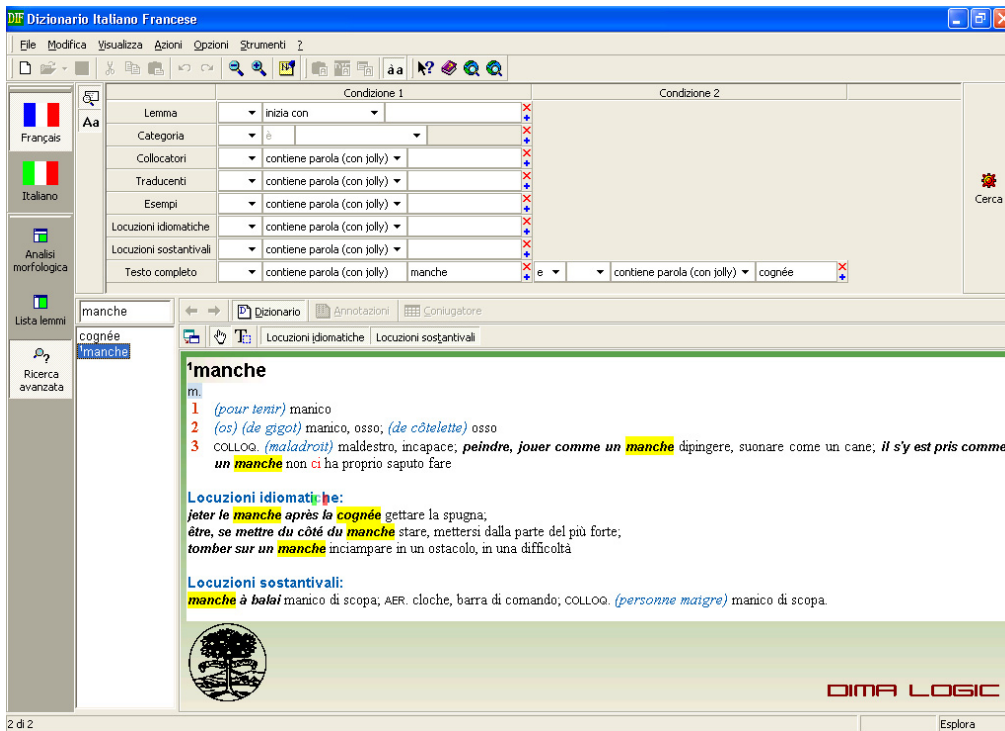 DIF Dizionario Italiano Francese
File Modifica Visualizza Azioni Opzioni Strumenti ?
àa
Condizione 1 Condizione 2
Aa
Lemma inizia con
Categoria è
Collocatori contiene parola (con jolly)
Traducenti contiene parola (con jolly)
Esempi contiene parola (con jolly)
Locuzioni idiomatiche contiene parola (con jolly)
Locuzioni sostantivali contiene parola (con jolly)
Testo completo contiene parola (con jolly) manche e contiene parola (con jolly) cognée
Cerca
Français
Italiano
Analisi
morfologica
Lista lemmi
Ricerca
avanzata
manche
cognée
¹manche
Dizionario Annotazioni Coniugatore
Locuzioni idiomatiche Locuzioni sostantivali
¹manche
m.
1 (pour tenir) manico
2 (os) (de gigot) manico, osso; (de côtelette) osso
3 COLLOQ. (maladroit) maldestro, incapace; peindre, jouer comme un manche dipingere, suonare come un cane; il s'y est pris comme
un manche non ci ha proprio saputo fare
Locuzioni idiomatiche:
jeter le manche après la cognée gettare la spugna;
être, se mettre du côté du manche stare, mettersi dalla parte del più forte;
tomber sur un manche inciampare in un ostacolo, in una difficoltà
Locuzioni sostantivali:
manche à balai manico di scopa; AER. cloche, barra di comando; COLLOQ. (personne maigre) manico di scopa.
DIMA LOGIC
2 di 2 Esplora